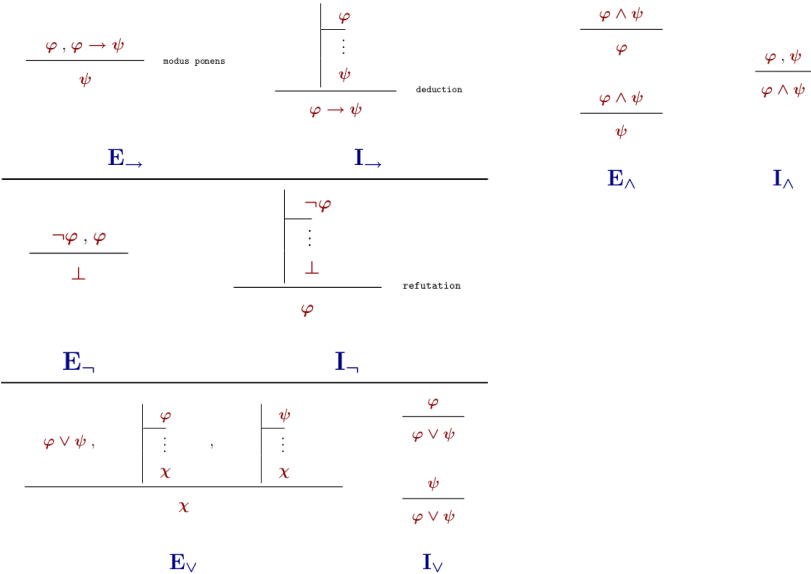 φ , φ → ψ
ψ
modus ponens
E→
φ
⋮
ψ
φ → ψ
deduction
I→
φ ∧ ψ
φ
φ ∧ ψ
ψ
E∧
φ , ψ
φ ∧ ψ
I∧
¬φ , φ
⊥
E¬
¬φ
⋮
⊥
φ
refutation
I¬
φ ∨ ψ ,
φ
⋮
χ
,
ψ
⋮
χ
χ
E∨
φ
φ ∨ ψ
ψ
φ ∨ ψ
I∨